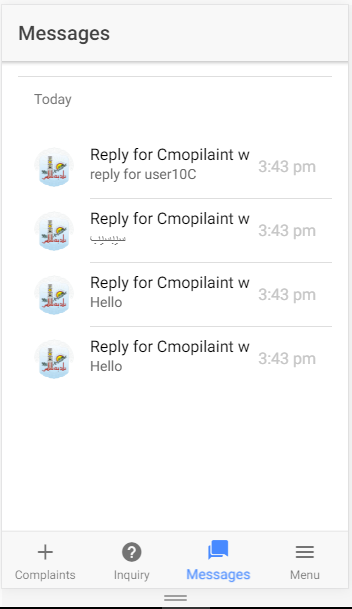 Messages
Today
Reply for Cmopilaint w
3:43 pm
reply for user10C
Reply for Cmopilaint w
3:43 pm
Reply for Cmopilaint w
3:43 pm
Hello
Reply for Cmopilaint w
3:43 pm
Hello
Complaints
Inquiry
Messages
Menu